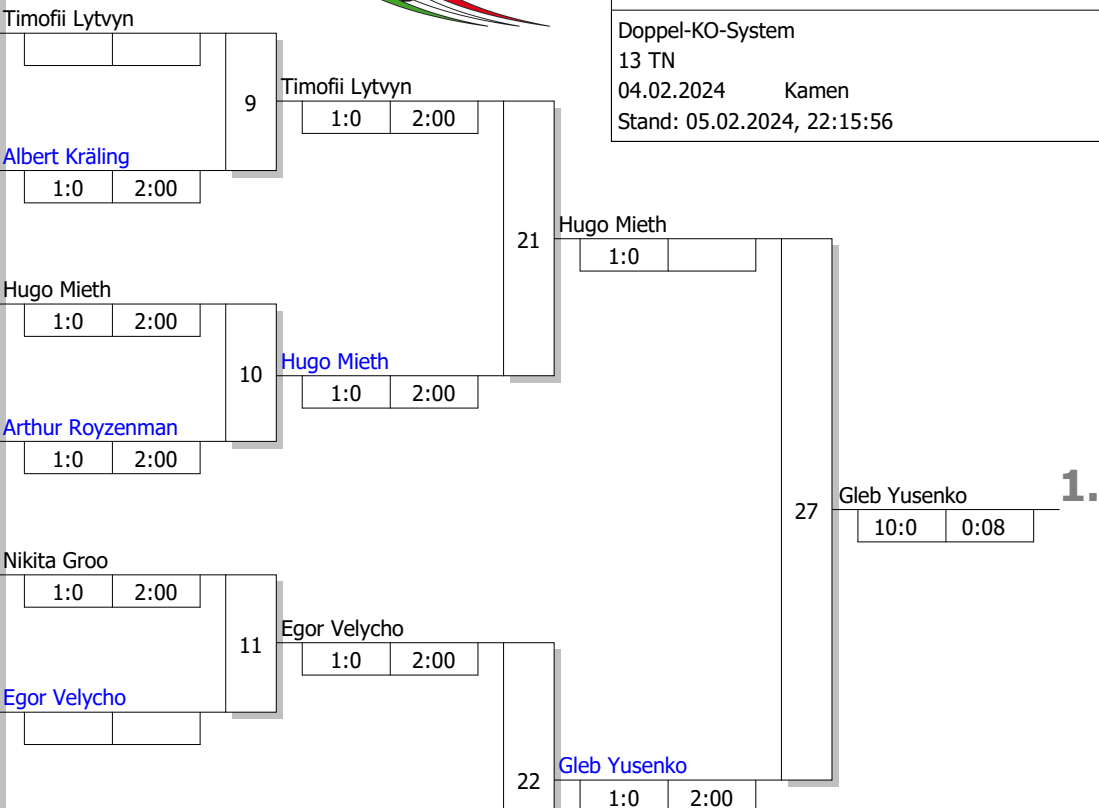 Timofii Lytvyn
Doppel-KO-System
13 TN
04.02.2024 Kamen
Stand: 05.02.2024, 22:15:56
9
Timofii Lytvyn
1:0 2:00
Albert Kräling
1:0 2:00
21
Hugo Mieth
1:0
Hugo Mieth
1:0 2:00
10
Hugo Mieth
1:0 2:00
Arthur Royzenman
1:0 2:00
27
Gleb Yusenko
1.
10:0 0:08
Nikita Groo
1:0 2:00
11
Egor Velycho
1:0 2:00
Egor Velycho
22
Gleb Yusenko
1:0 2:00